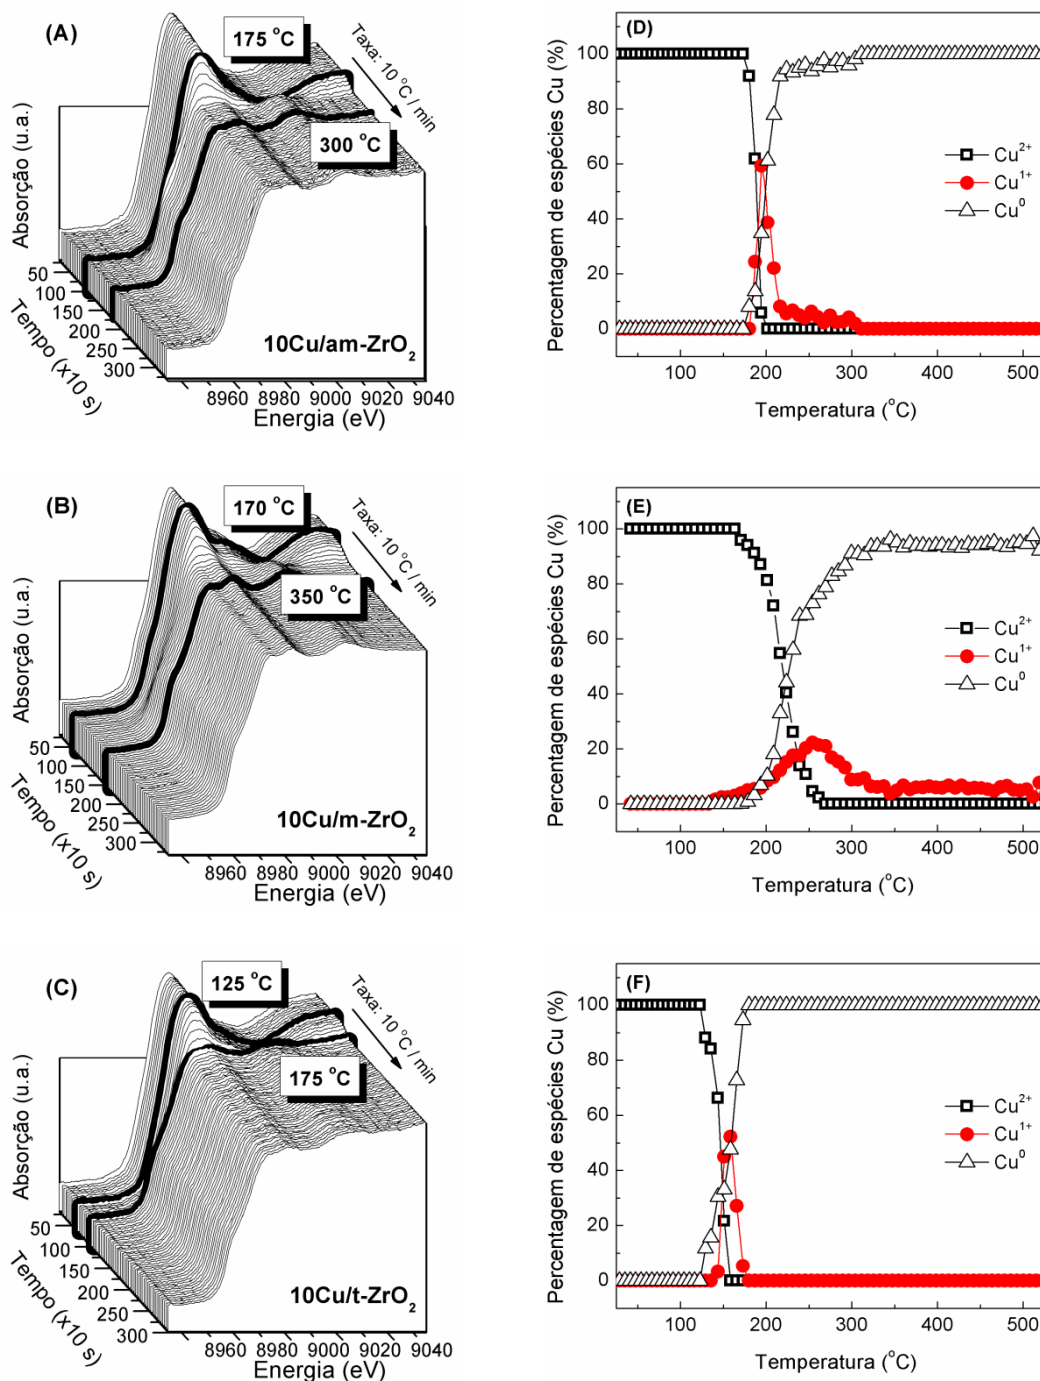 (A)
175 °C
Taxa: 10 °C / min
300 °C
Absorção (u.a.)
50
100
150
200
250
300
Tempo (x10 s)
10Cu/am-ZrO2
8960 8980 9000 9020 9040
Energia (eV)
(D)
100
80
60
40
20
0
Percentagem de espécies Cu (%)
Cu2+
Cu1+
Cu0
100 200 300 400 500
Temperatura (°C)
(B)
170 °C
Taxa: 10 °C / min
350 °C
Absorção (u.a.)
50
100
150
200
250
300
Tempo (x10 s)
10Cu/m-ZrO2
8960 8980 9000 9020 9040
Energia (eV)
(E)
100
80
60
40
20
0
Percentagem de espécies Cu (%)
Cu2+
Cu1+
Cu0
100 200 300 400 500
Temperatura (°C)
(C)
125 °C
Taxa: 10 °C / min
175 °C
Absorção (u.a.)
50
100
150
200
250
300
Tempo (x10 s)
10Cu/t-ZrO2
8960 8980 9000 9020 9040
Energia (eV)
(F)
100
80
60
40
20
0
Percentagem de espécies Cu (%)
Cu2+
Cu1+
Cu0
100 200 300 400 500
Temperatura (°C)